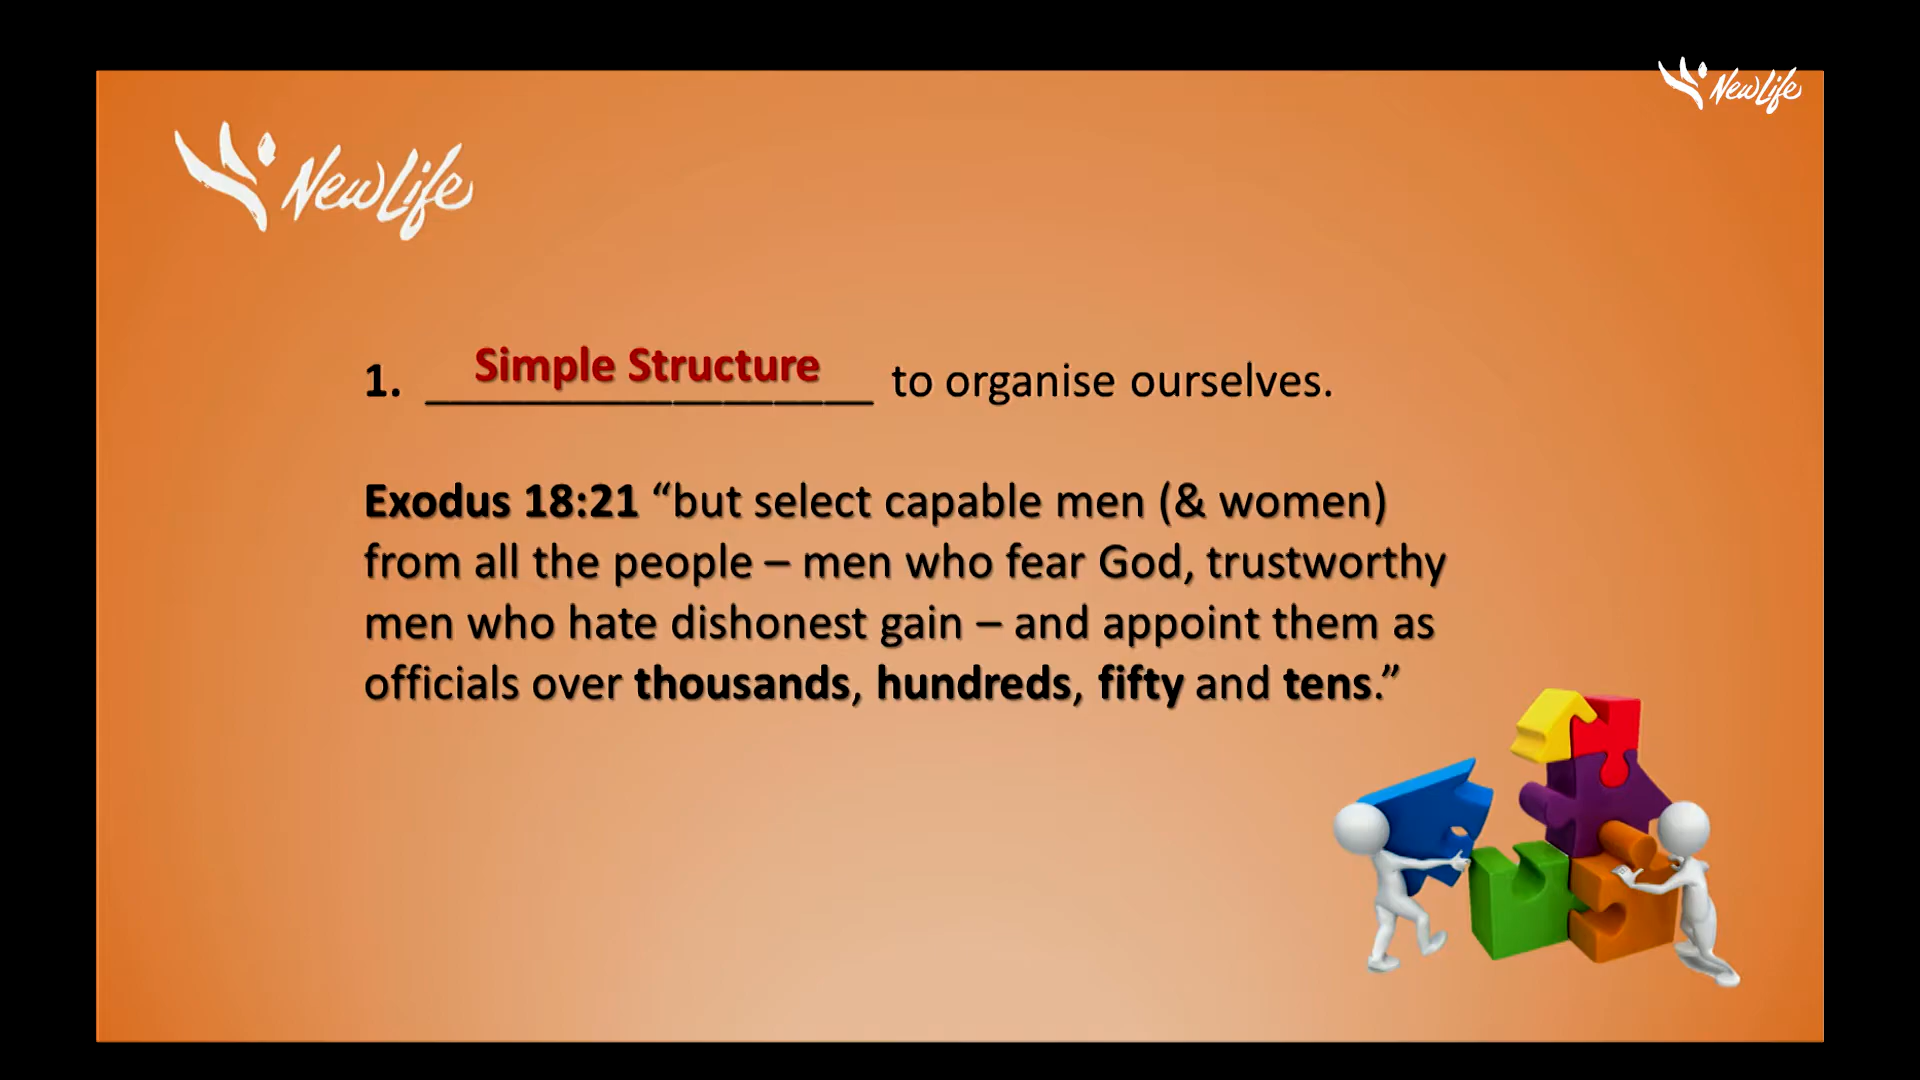 NewLife
NewLife
1. Simple Structure to organise ourselves.
Exodus 18:21 “but select capable men (& women)
from all the people – men who fear God, trustworthy
men who hate dishonest gain – and appoint them as
officials over thousands, hundreds, fifty and tens.”